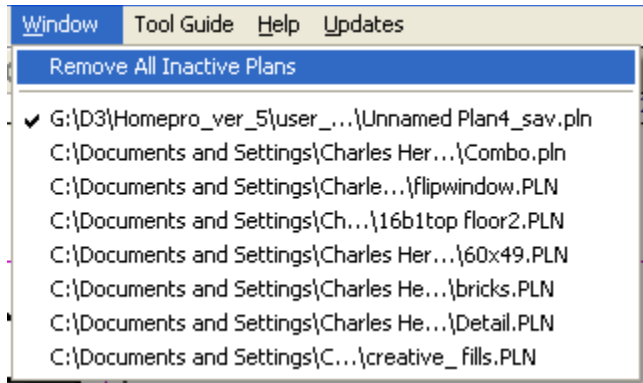 Window Tool Guide Help Updates
Remove All Inactive Plans
G:\D3\Homepro_ver_5\user_...\Unnamed Plan4_sav.pln
C:\Documents and Settings\Charles Her...\Combo.pln
C:\Documents and Settings\Charle...\flipwindow.PLN
C:\Documents and Settings\Ch...\16b1top floor2.PLN
C:\Documents and Settings\Charles Her...\60x49.PLN
C:\Documents and Settings\Charles He...\bricks.PLN
C:\Documents and Settings\Charles He...\Detail.PLN
C:\Documents and Settings\C...\creative_ fills.PLN